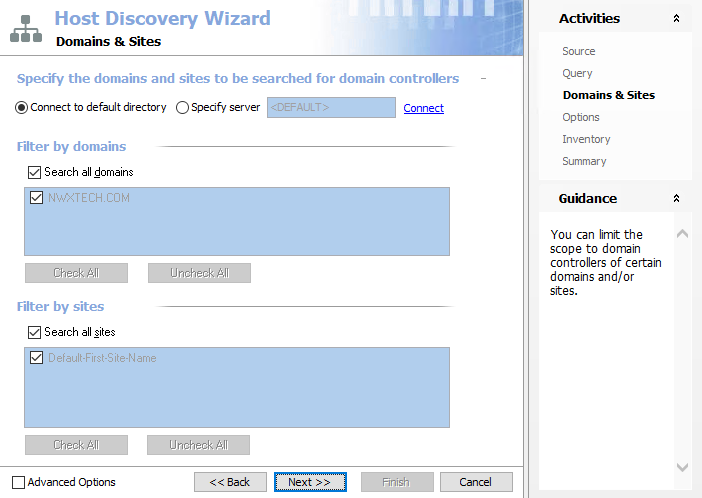 Host Discovery Wizard
Domains & Sites
Specify the domains and sites to be searched for domain controllers
Connect to default directory Specify server <DEFAULT> Connect
Filter by domains
Search all domains
NWXTECH.COM
Check All Uncheck All
Filter by sites
Search all sites
Default-First-Site-Name
Check All Uncheck All
Advanced Options << Back Next >> Finish Cancel
Activities
Source
Query
Domains & Sites
Options
Inventory
Summary
Guidance
You can limit the
scope to domain
controllers of certain
domains and/or
sites.